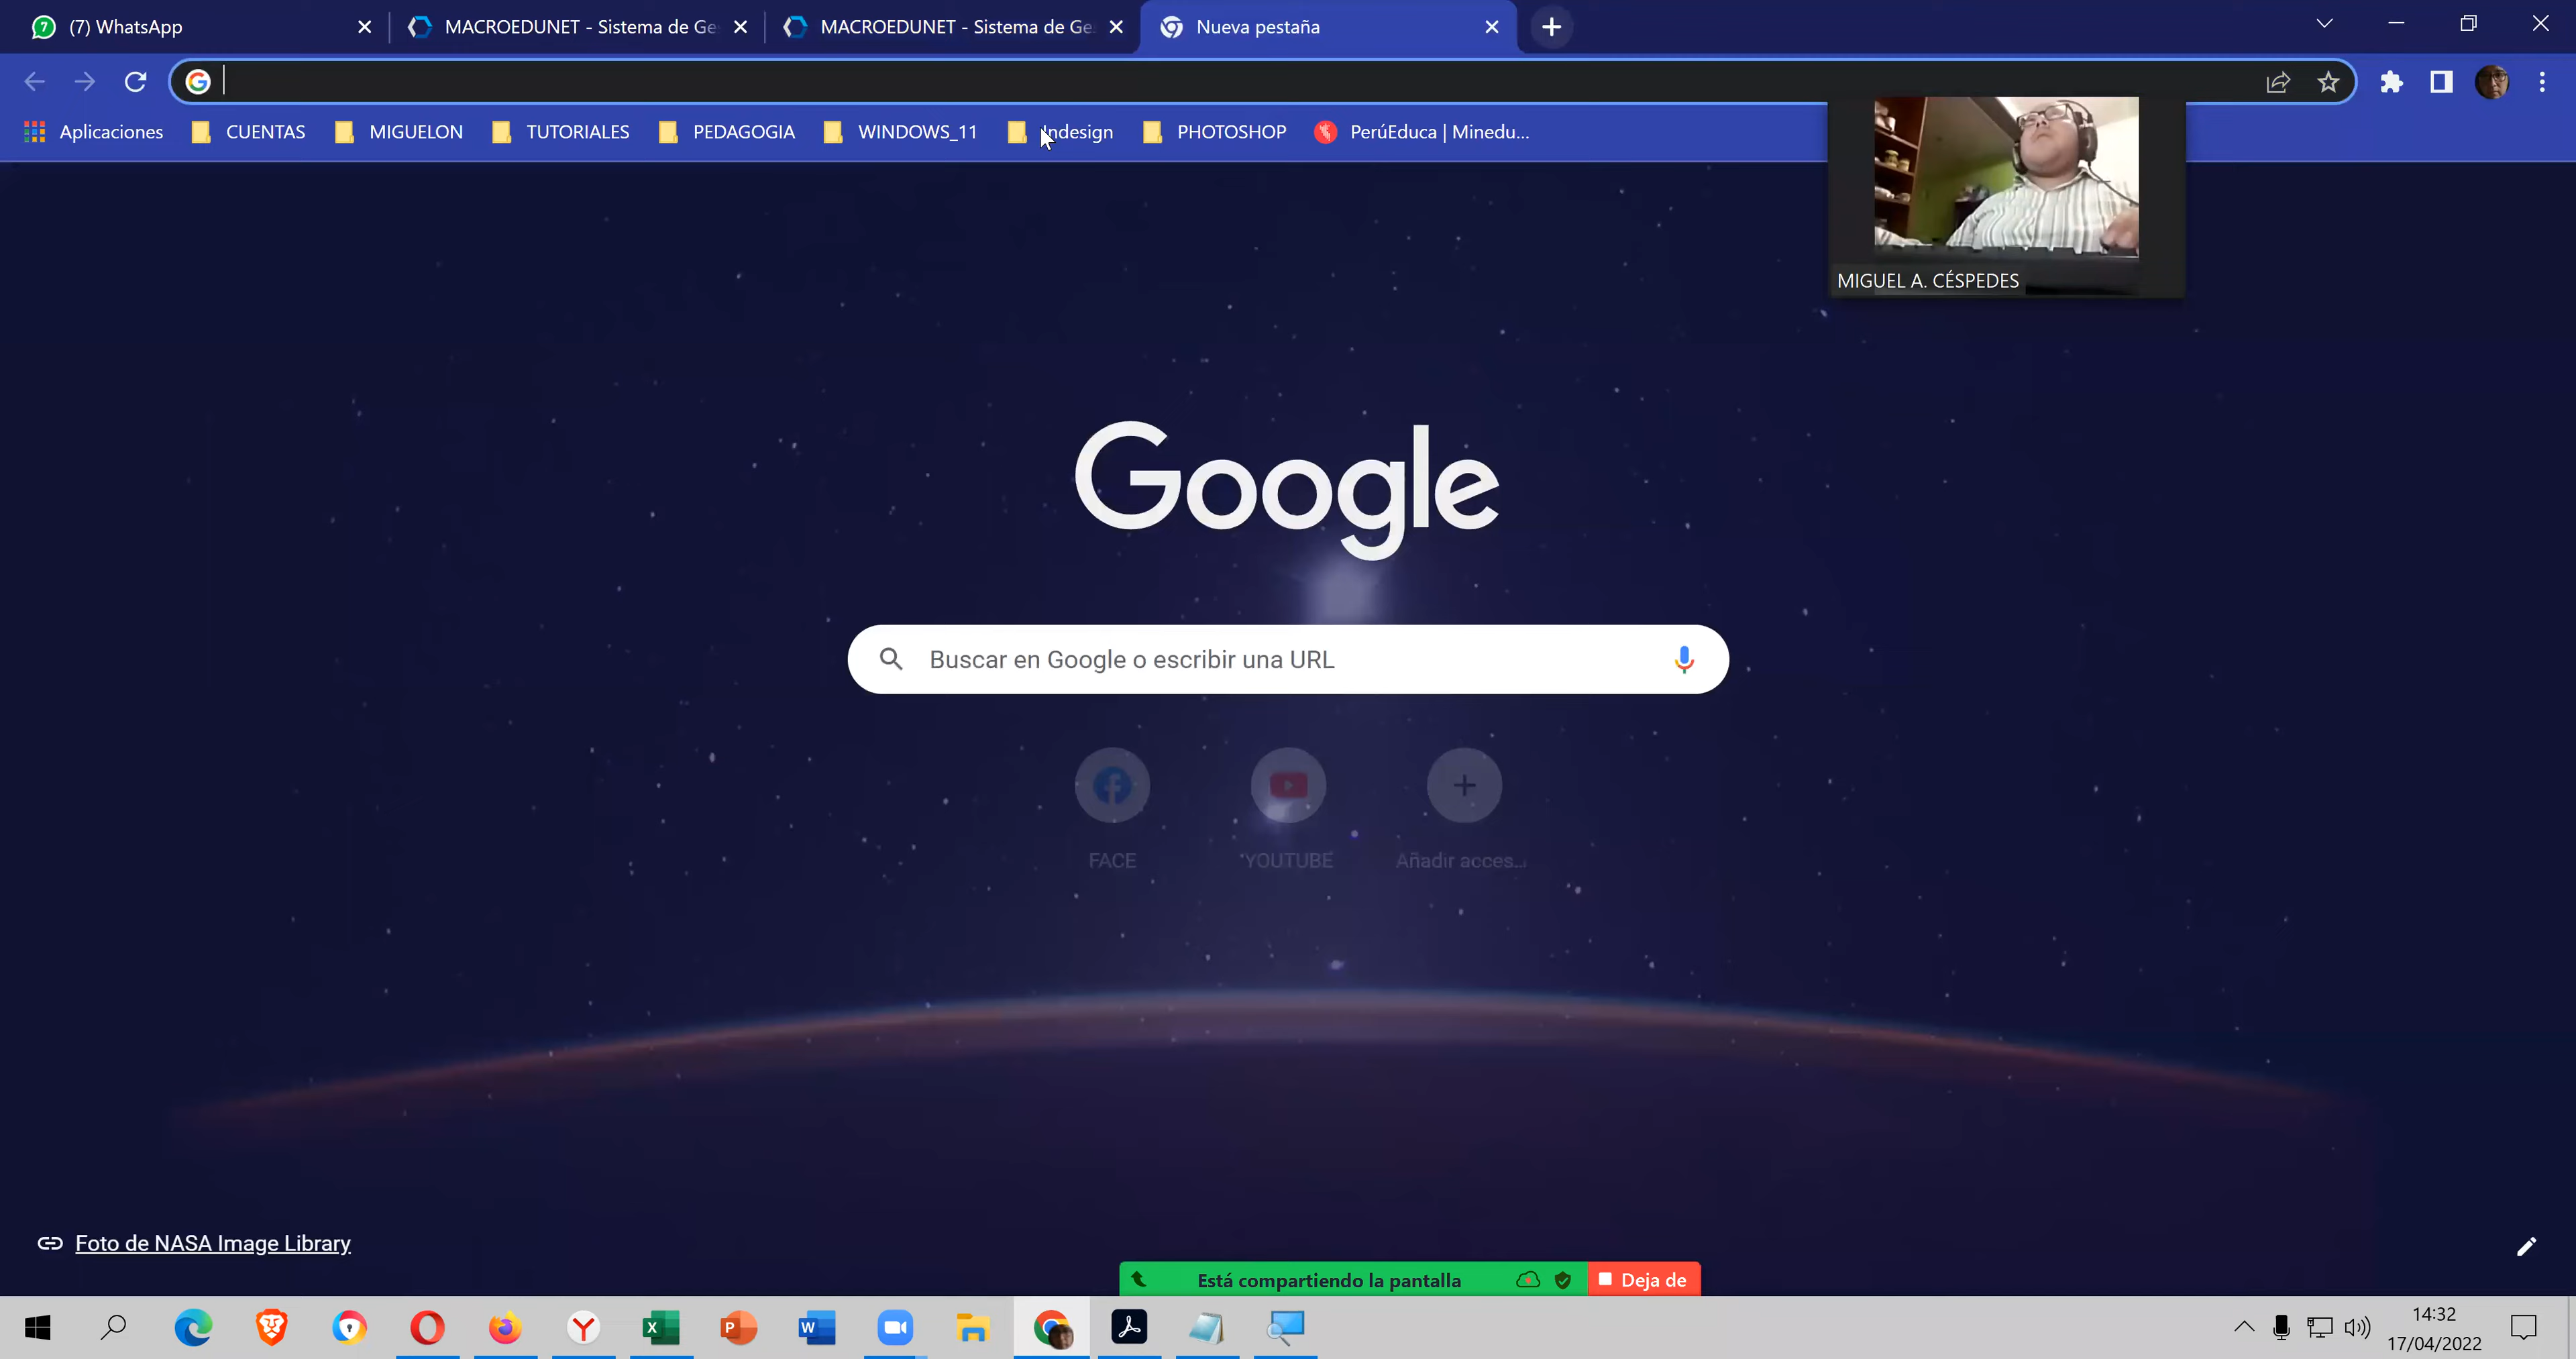 (7) WhatsApp
MACROEDUNET - Sistema de Ge
MACROEDUNET - Sistema de Ge
Nueva pestaña
Aplicaciones
CUENTAS
MIGUELON
TUTORIALES
PEDAGOGIA
WINDOWS_11
Indesign
PHOTOSHOP
PerúEduca | Minedu...
MIGUEL A. CÉSPEDES
Google
Buscar en Google o escribir una URL
FACE
YOUTUBE
Añadir acces...
Foto de NASA Image Library
Está compartiendo la pantalla
Deja de
14:32
17/04/2022